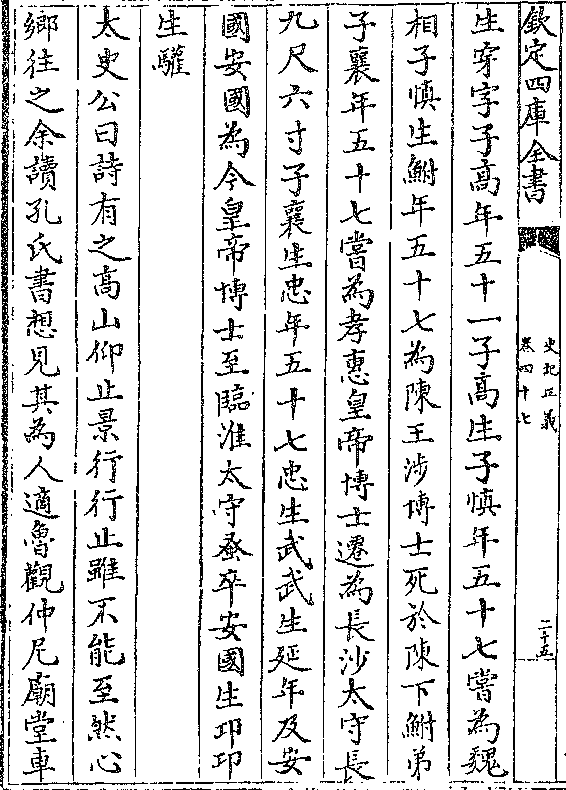 欽定四庫全書
史記正義
卷四十七
二十五
生穿字子髙年五十一子髙生子慎年五十七嘗為魏
相子慎生鮒年五十七為陳王涉博士死於陳下鮒弟
子襄年五十七嘗為孝惠皇帝博士遷為長沙太守長
九尺六寸子襄生忠年五十七忠生武武生延年及安
國安國為今皇帝博士至臨淮太守蚤卒安國生卭卭
生驩
太史公曰詩有之髙山仰止景行行止雖不能至然心
鄉往之余讀孔氏書想見其為人適魯觀仲尼廟堂車